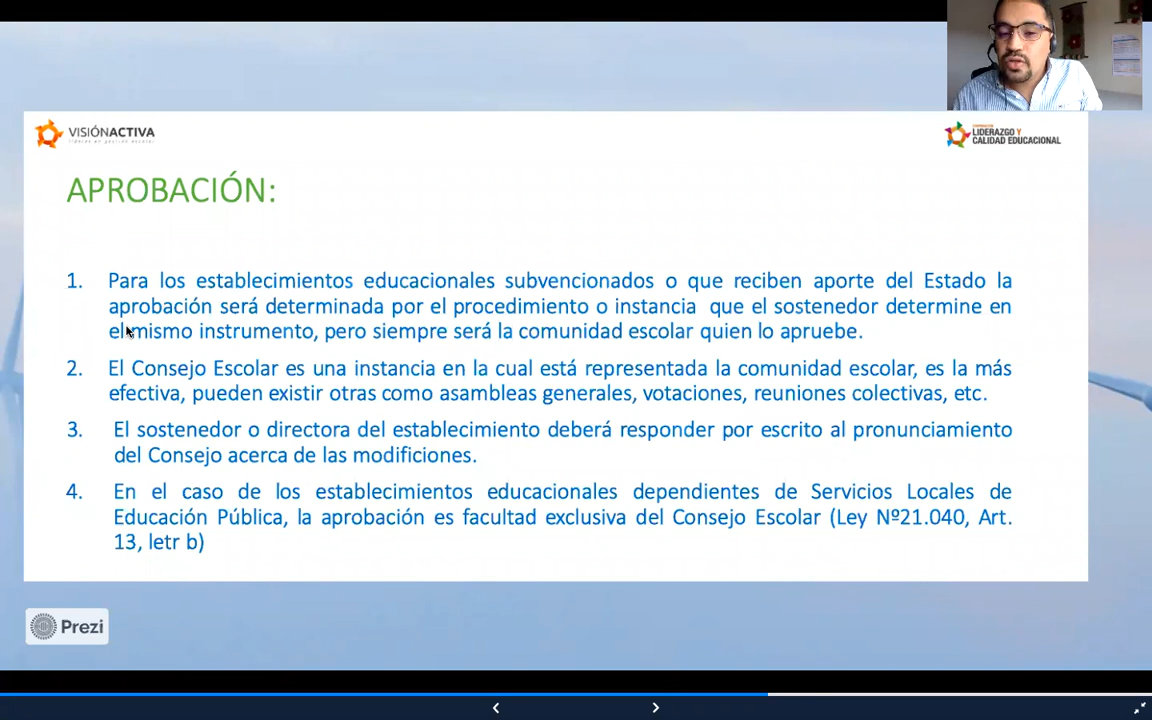 VISIÓNACTIVA
líderes en gestión escolar
LIDERAZGO Y
CALIDAD EDUCACIONAL
APROBACIÓN:
1. Para los establecimientos educacionales subvencionados o que reciben aporte del Estado la
aprobación será determinada por el procedimiento o instancia que el sostenedor determine en
el mismo instrumento, pero siempre será la comunidad escolar quien lo apruebe.
2. El Consejo Escolar es una instancia en la cual está representada la comunidad escolar, es la más
efectiva, pueden existir otras como asambleas generales, votaciones, reuniones colectivas, etc.
3. El sostenedor o directora del establecimiento deberá responder por escrito al pronunciamiento
del Consejo acerca de las modificiones.
4. En el caso de los establecimientos educacionales dependientes de Servicios Locales de
Educación Pública, la aprobación es facultad exclusiva del Consejo Escolar (Ley Nº21.040, Art.
13, letr b)
Prezi